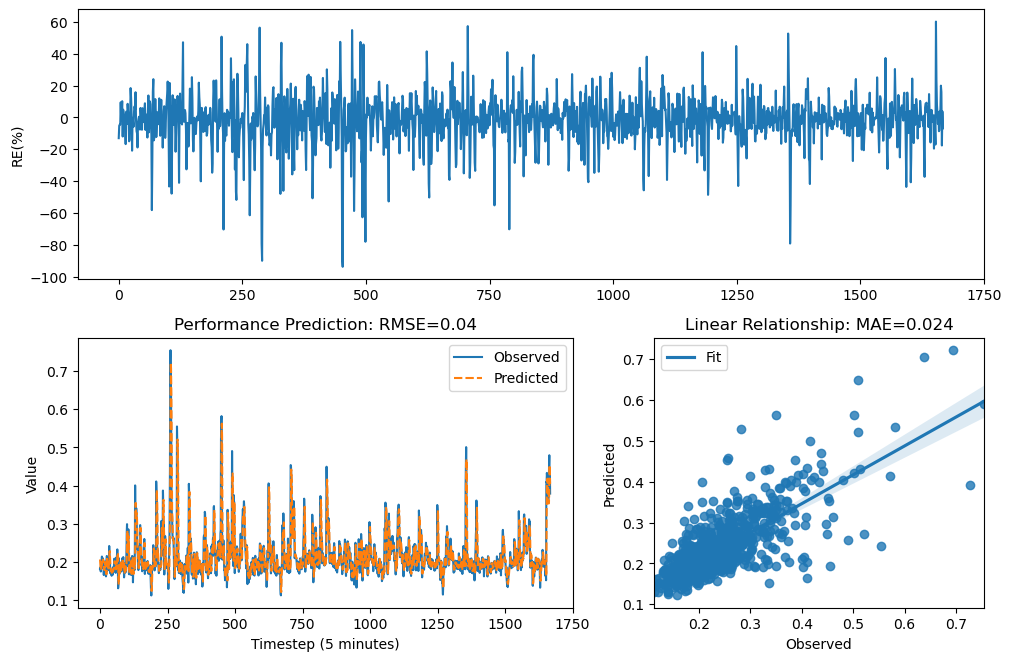 RE(%)
60
40
20
0
−20
−40
−60
−80
−100
0 250 500 750 1000 1250 1500 1750
Performance Prediction: RMSE=0.04
Value
0.7
0.6
0.5
0.4
0.3
0.2
0.1
Observed
Predicted
0 250 500 750 1000 1250 1500 1750
Timestep (5 minutes)
Linear Relationship: MAE=0.024
Predicted
0.7
0.6
0.5
0.4
0.3
0.2
0.1
Fit
0.2 0.3 0.4 0.5 0.6 0.7
Observed